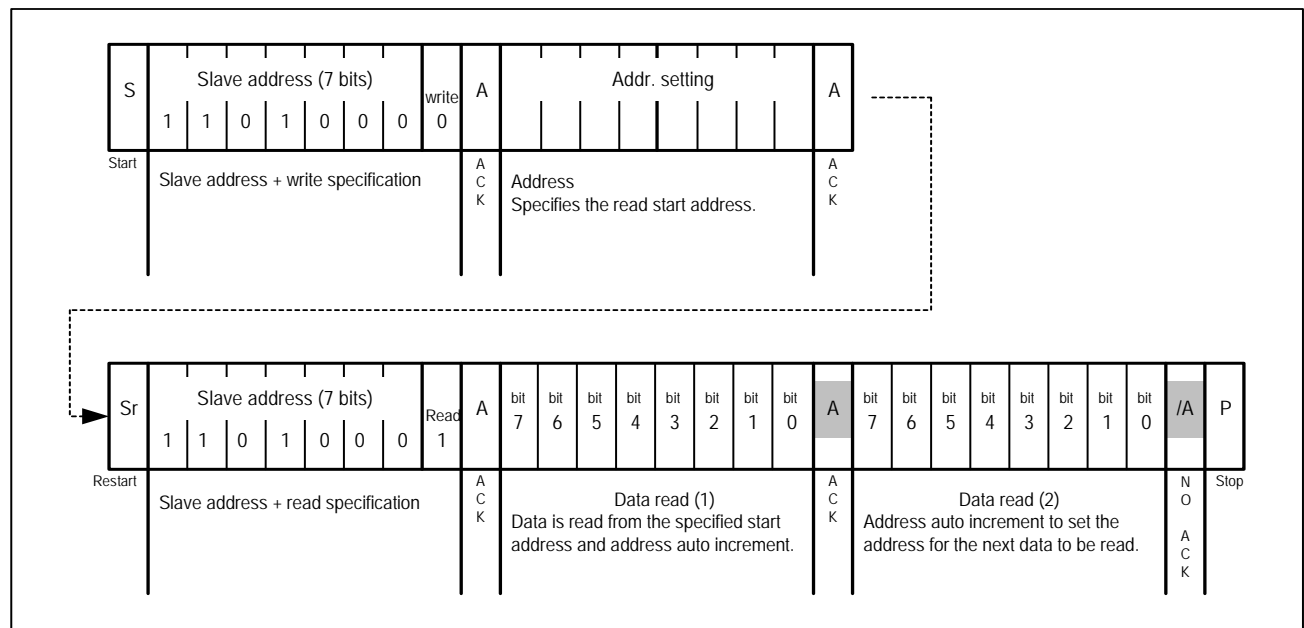 S
Slave address (7 bits)
write
A
Addr. setting
A
1 1 0 1 0 0 0 0
Start
Slave address + write specification
A
C
K
Address
Specifies the read start address.
A
C
K
Sr
Slave address (7 bits)
Read
A
bit bit bit bit bit bit bit bit
7 6 5 4 3 2 1 0
A
bit bit bit bit bit bit bit bit
7 6 5 4 3 2 1 0
/A
P
1 1 0 1 0 0 0 1
Restart
Slave address + read specification
A
C
K
Data read (1)
Data is read from the specified start
address and address auto increment.
A
C
K
Data read (2)
Address auto increment to set the
address for the next data to be read.
N
O
A
C
K
Stop